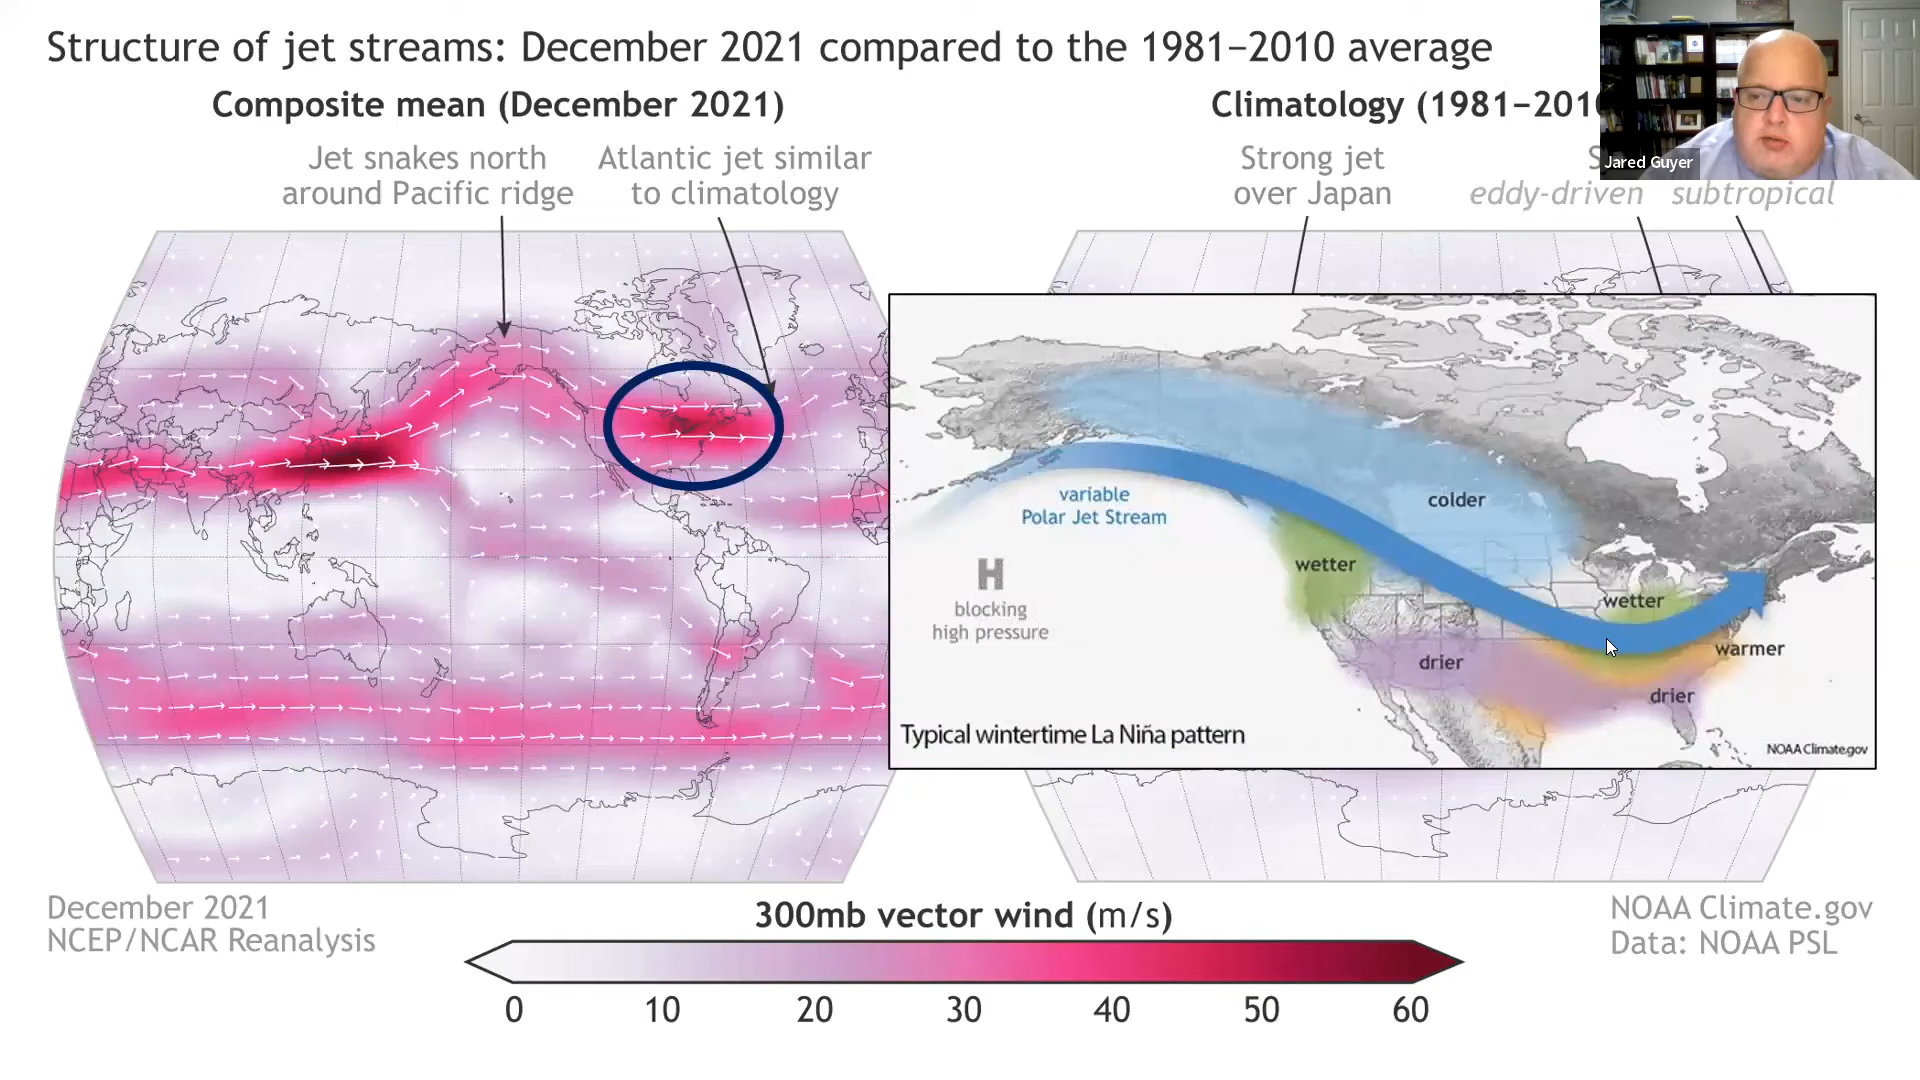 Structure of jet streams: December 2021 compared to the 1981–2010 average
Composite mean (December 2021)
Climatology (1981–201
Jet snakes north
around Pacific ridge
Atlantic jet similar
to climatology
Strong jet
over Japan
eddy-driven subtropical
Jared Guyer
variable
Polar Jet Stream
colder
wetter
H
blocking
high pressure
wetter
warmer
drier
drier
Typical wintertime La Niña pattern
NOAA Climate.gov
December 2021
NCEP/NCAR Reanalysis
300mb vector wind (m/s)
0 10 20 30 40 50 60
NOAA Climate.gov
Data: NOAA PSL